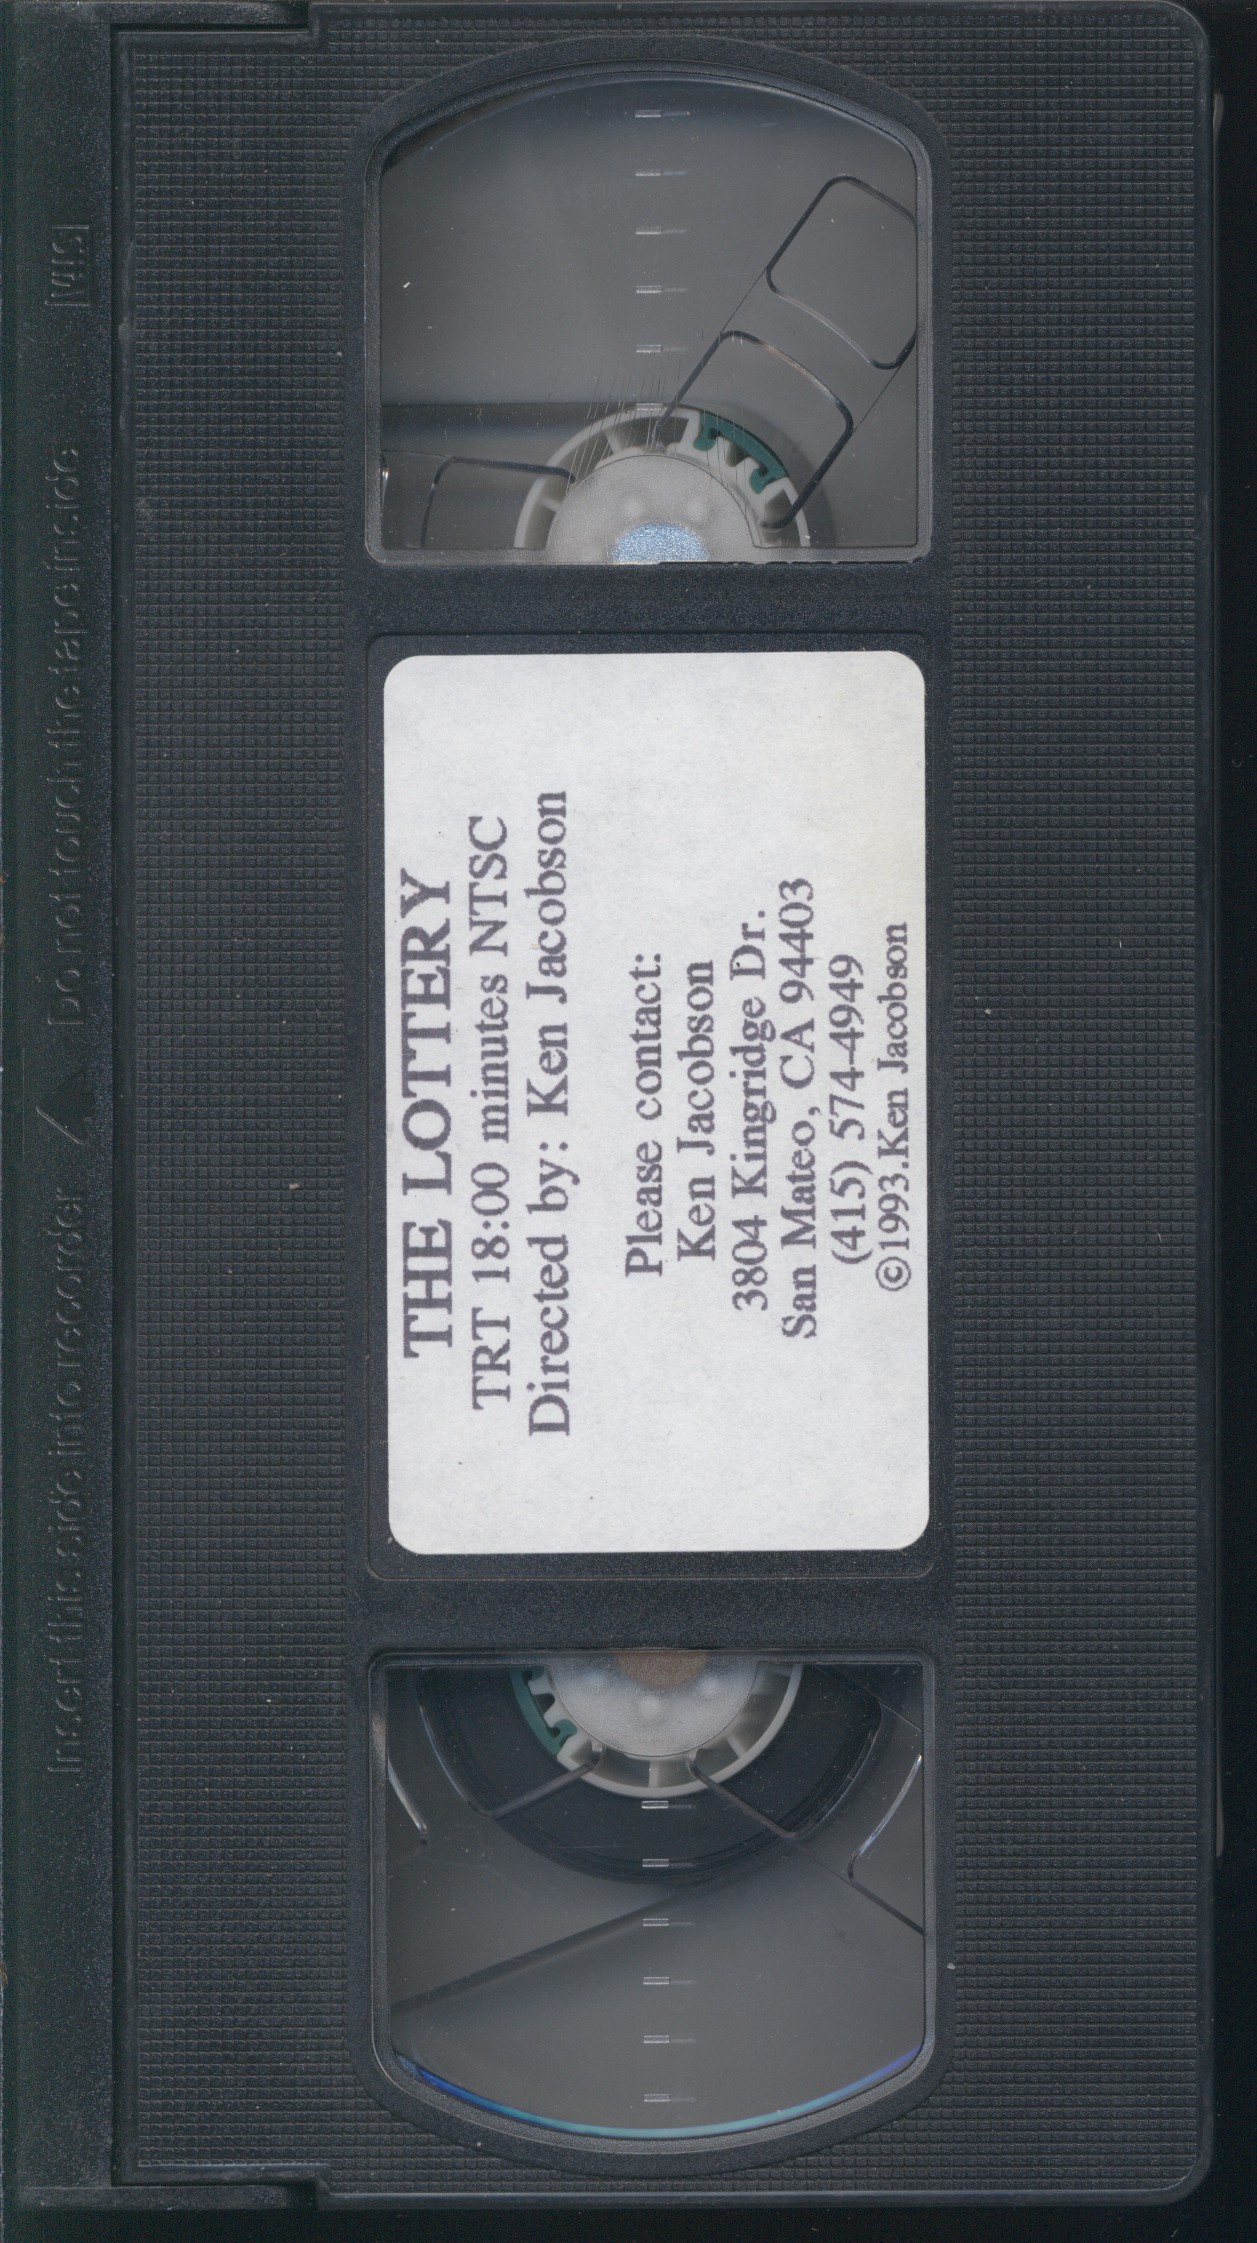 THE LOTTERY
TRT 18:00 minutes NTSC
Directed by: Ken Jacobson
Please contact:
Ken Jacobson
3804 Kingridge Dr.
San Mateo, CA 94403
(415) 574-4949
©1993.Ken Jacobson
Insert this side into recorder Do not touch the tape inside VHS